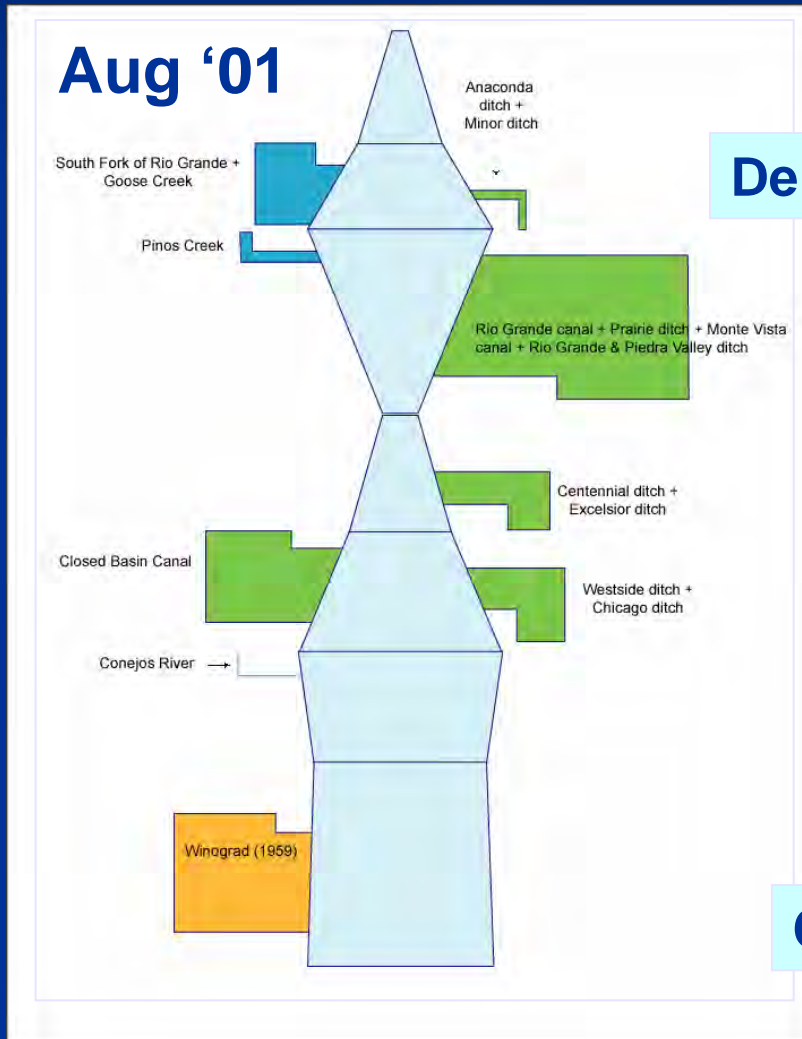 Aug ‘01
Anaconda
ditch +
Minor ditch
South Fork of Rio Grande +
Goose Creek
De
Pinos Creek
Rio Grande canal + Prairie ditch + Monte Vista
canal + Rio Grande & Piedra Valley ditch
Centennial ditch +
Excelsior ditch
Closed Basin Canal
Westside ditch +
Chicago ditch
Conejos River
Winograd (1959)